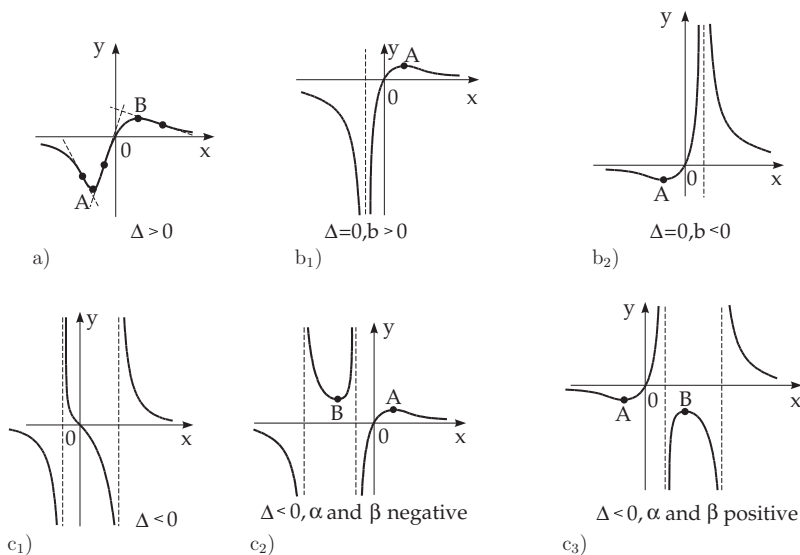 y
B
0
x
A
Δ > 0
a)
y
A
0
x
Δ=0,b > 0
b₁)
y
x
0
A
Δ=0,b <0
b₂)
y
0
x
Δ<0
c₁)
y
B
A
0
x
Δ<0, α and β negative
c₂)
y
A
0
B
x
Δ<0, α and β positive
c₃)